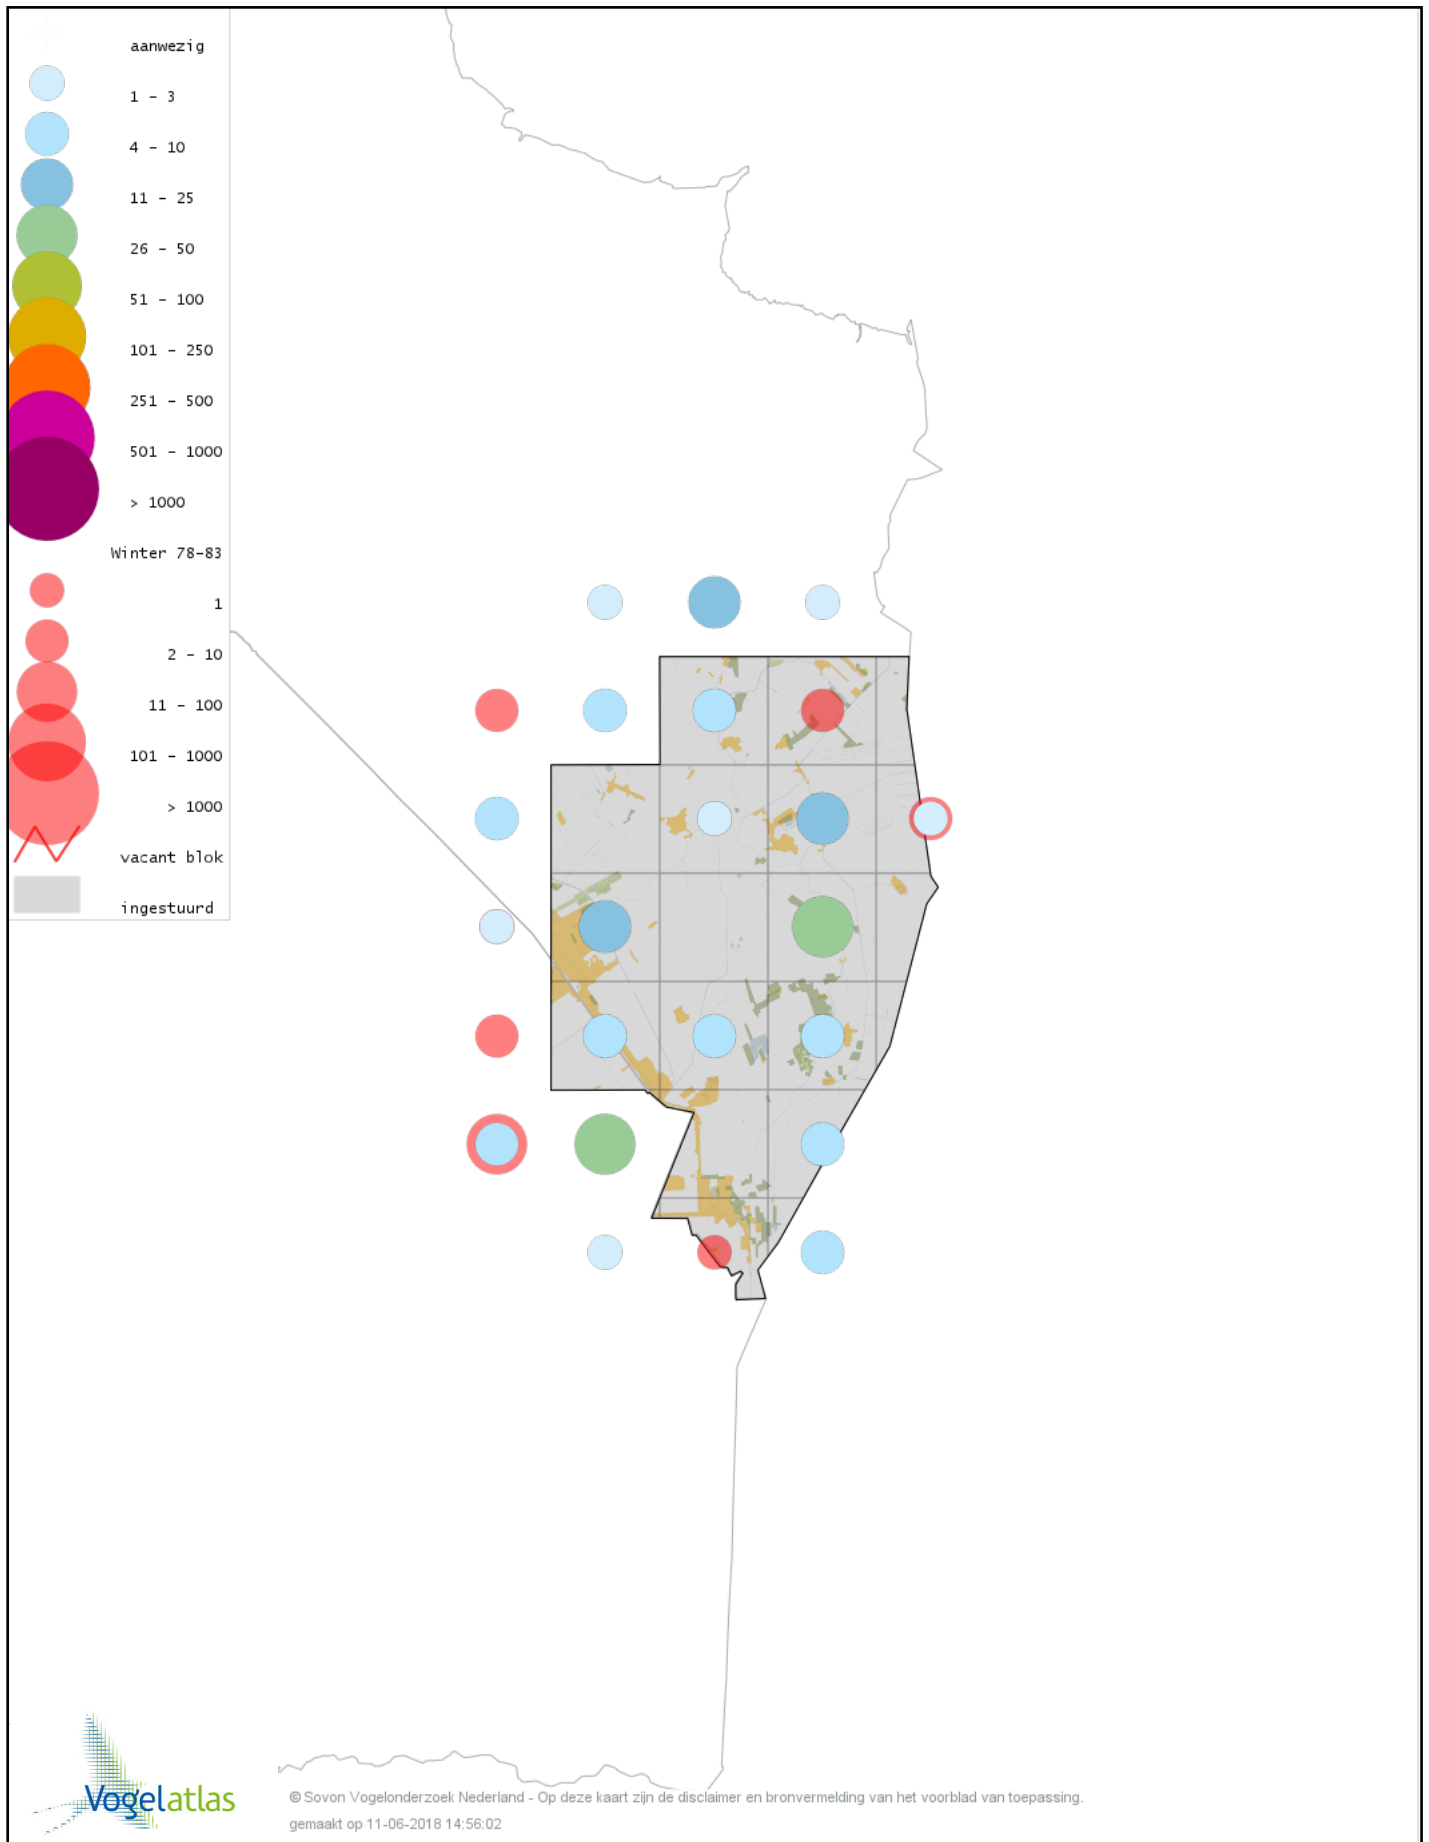 aanwezig
1 - 3
4 - 10
11 - 25
26 - 50
51 - 100
101 - 250
251 - 500
501 - 1000
> 1000
Winter 78-83
1
2 - 10
11 - 100
101 - 1000
> 1000
vacant blok
ingestuurd
Vogelatlas
© Sovon Vogelonderzoek Nederland - Op deze kaart zijn de disclaimer en bronvermelding van het voorblad van toepassing.
gemaakt op 11-06-2018 14:56:02